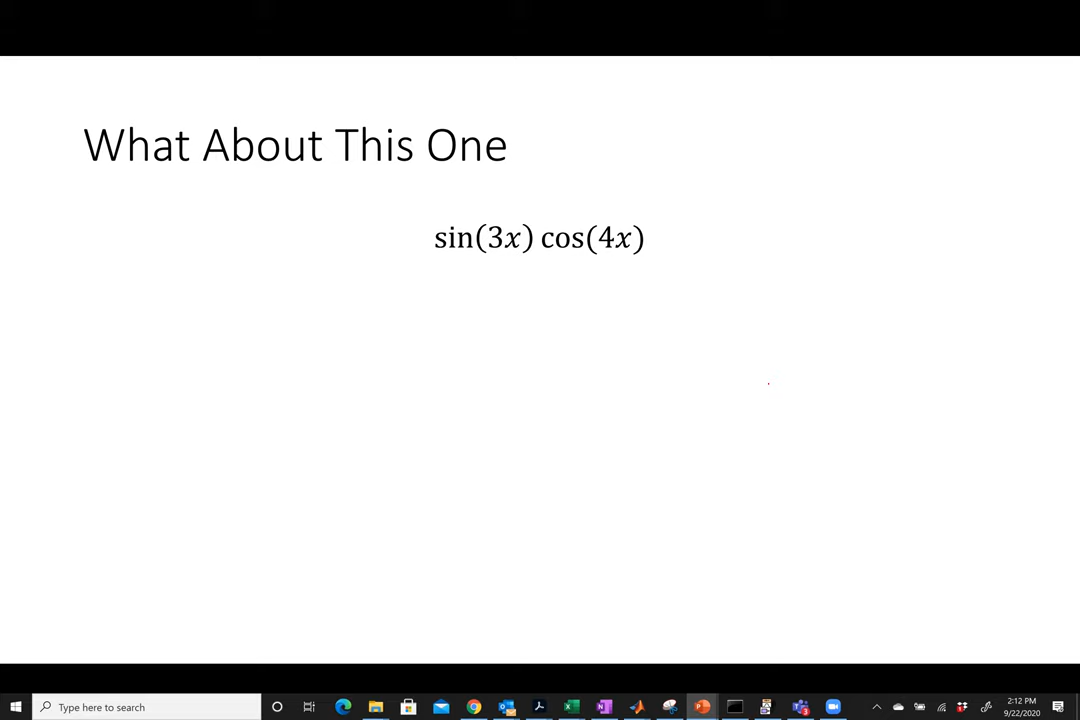 What About This One
sin(3x) cos(4x)
Type here to search
2:12 PM
9/22/2020